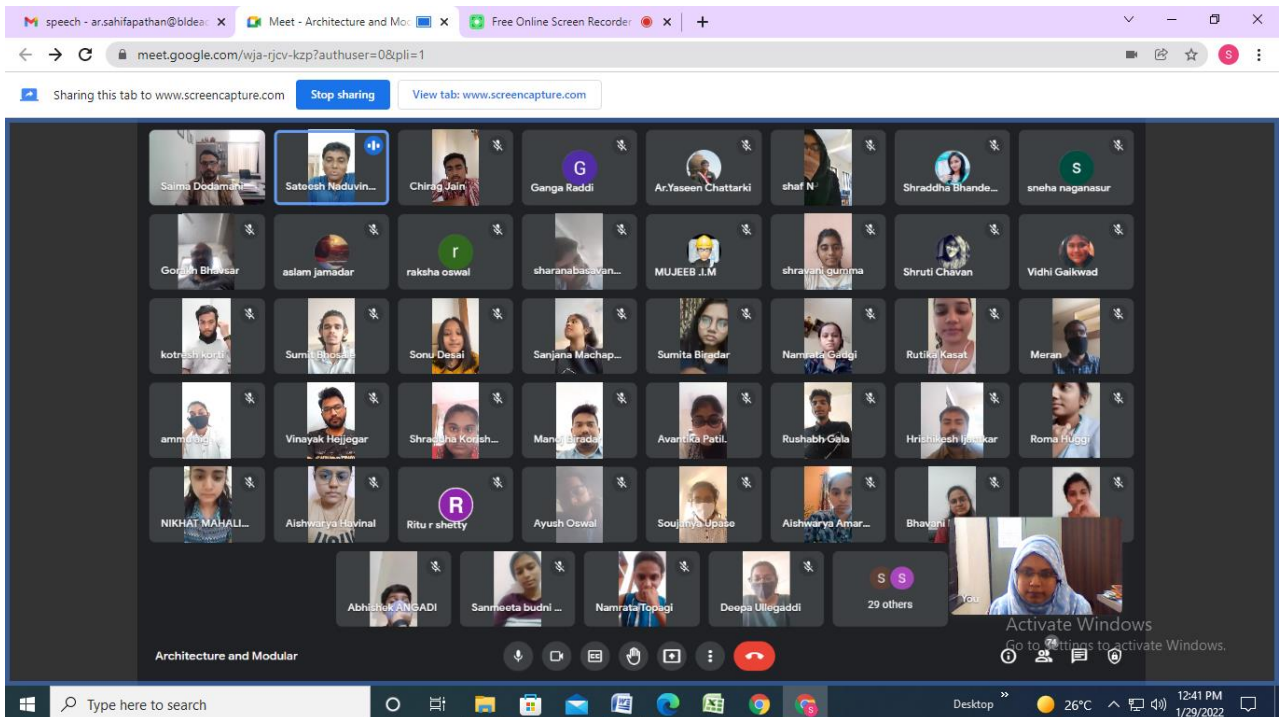 speech - ar.sahifapathan@bldea
Meet - Architecture and Mo
Free Online Screen Recorder
meet.google.com/wja-rjcv-kzp?authuser=0&pli=1
S
Sharing this tab to www.screencapture.com
Stop sharing
View tab: www.screencapture.com
Saima Dodamani
Sateesh Naduvin...
Chirag Jain
G
Ganga Raddi
Ar.Yaseen Chattarki
shaf N
Shraddha Bhande...
s
sneha naganasur
Gorakh Bhavsar
aslam jamadar
r
raksha oswal
sharanabasavan...
MUJEEB .I.M
shravani gumma
Shruti Chavan
Vidhi Gaikwad
kotresh korti
Sumit Bhosale
Sonu Desai
Sanjana Machap...
Sumita Biradar
Namrata Gadgi
Rutika Kasat
Meran
Vinayak Hejjegar
Shraddha Korish...
Manoj Biradar
Avantika Patil.
Rushabh Gala
Hrishikesh Ijantkar
Roma Huggi
NIKHAT MAHALI...
Aishwarya Havinal
R
Ritu r shetty
Ayush Oswal
Soujanya Upase
Aishwarya Amar...
Bhavani
Abhishek ANGADI
Sanmeeta budni ...
Namrata Topagi
Deepa Ullegaddi
S S
29 others
You
Activate Windows
Go to Settings to activate Windows.
Architecture and Modular
CC
74
Type here to search
Desktop
26°C
12:41 PM
1/29/2022